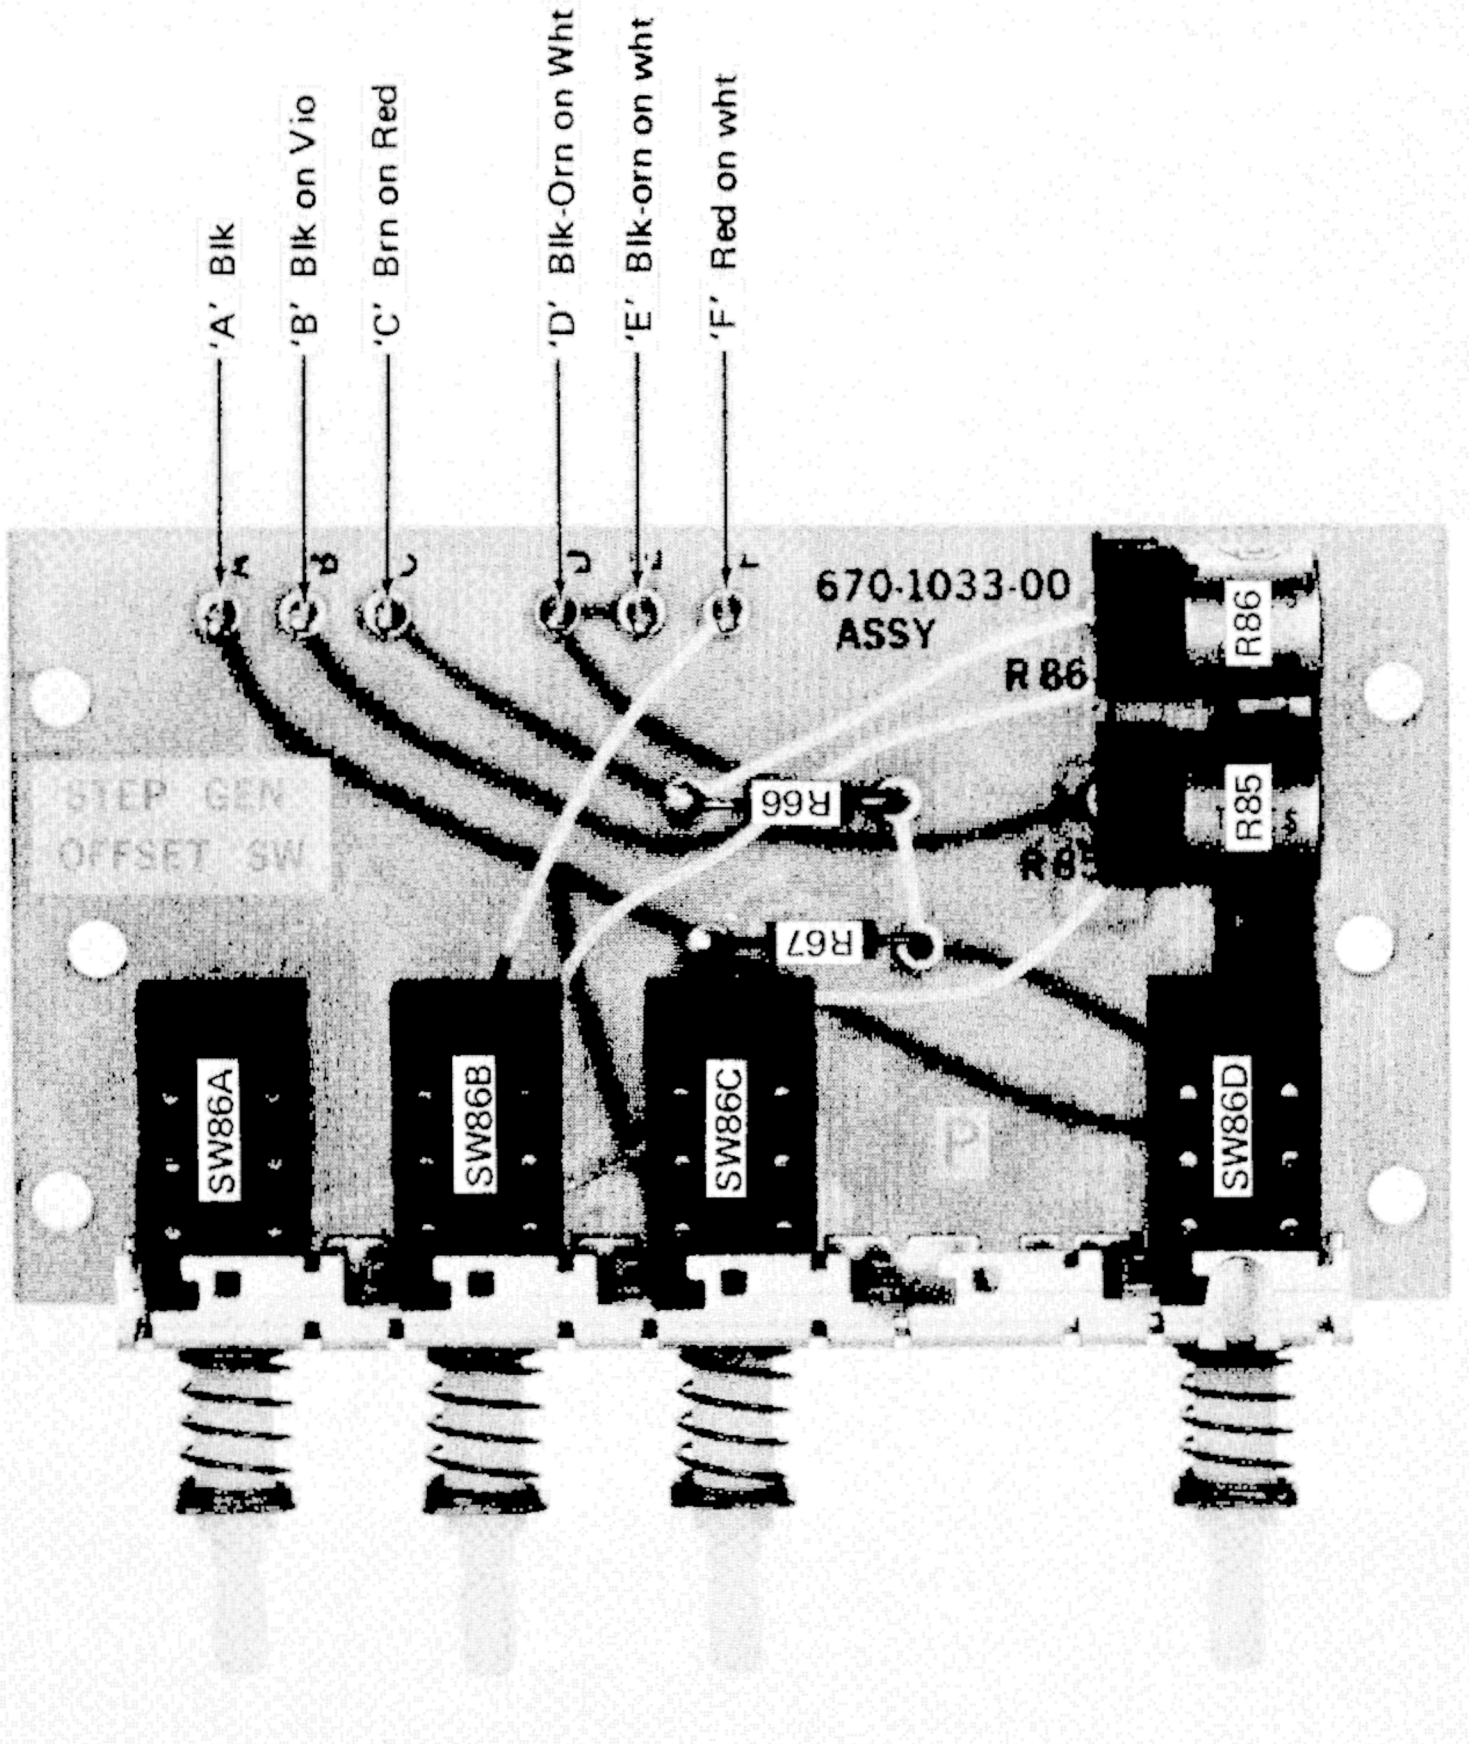 'A' Blk
'B' Blk on Vio
'C' Brn on Red
'D' Blk-Orn on Wht
'E' Blk-orn on wht
'F' Red on wht
670-1033-00
ASSY
R 86
R86
STEP GEN
OFFSET SW
R66
R85
R67
SW86A
SW86B
SW86C
P
SW86D